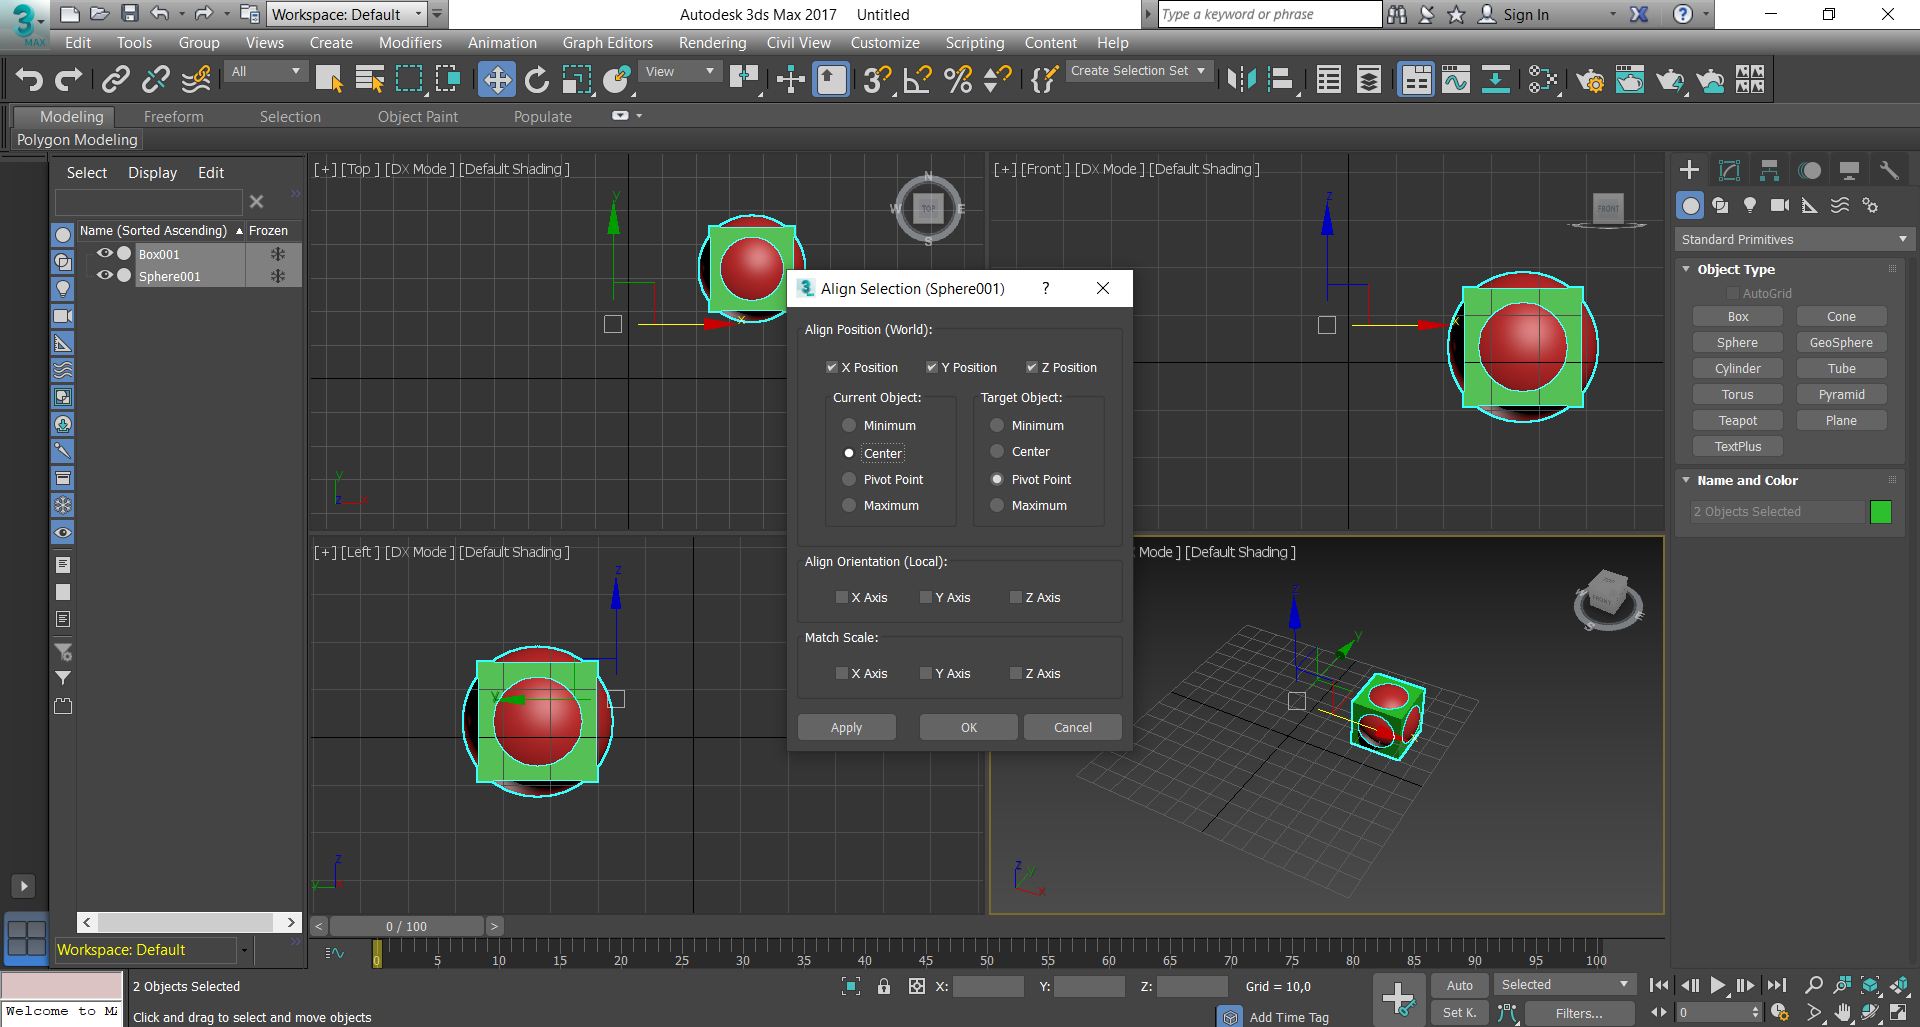 Workspace: Default
Autodesk 3ds Max 2017 Untitled
Type a keyword or phrase
Sign In
3 MAX
Edit Tools Group Views Create Modifiers Animation Graph Editors Rendering Civil View Customize Scripting Content Help
All
View
Create Selection Set
Modeling Freeform Selection Object Paint Populate
Polygon Modeling
Select Display Edit
Name (Sorted Ascending) ▲ Frozen
Box001
Sphere001
[+] [Top ] [DX Mode ] [Default Shading ]
[+] [Front ] [DX Mode ] [Default Shading ]
[+] [Left ] [DX Mode ] [Default Shading ]
Mode ] [Default Shading ]
N
W TOP E
S
FRONT
Align Selection (Sphere001) ?
Align Position (World):
X Position Y Position Z Position
Current Object: Target Object:
Minimum Minimum
Center Center
Pivot Point Pivot Point
Maximum Maximum
Align Orientation (Local):
X Axis Y Axis Z Axis
Match Scale:
X Axis Y Axis Z Axis
Apply OK Cancel
Standard Primitives
Object Type
AutoGrid
Box Cone
Sphere GeoSphere
Cylinder Tube
Torus Pyramid
Teapot Plane
TextPlus
Name and Color
2 Objects Selected
< 0 / 100 >
Workspace: Default
0 5 10 15 20 25 30 35 40 45 50 55 60 65 70 75 80 85 90 95 100
2 Objects Selected
X: Y: Z: Grid = 10,0
Auto Selected
Welcome to MA
Click and drag to select and move objects
Add Time Tag
Set K. Filters...
0